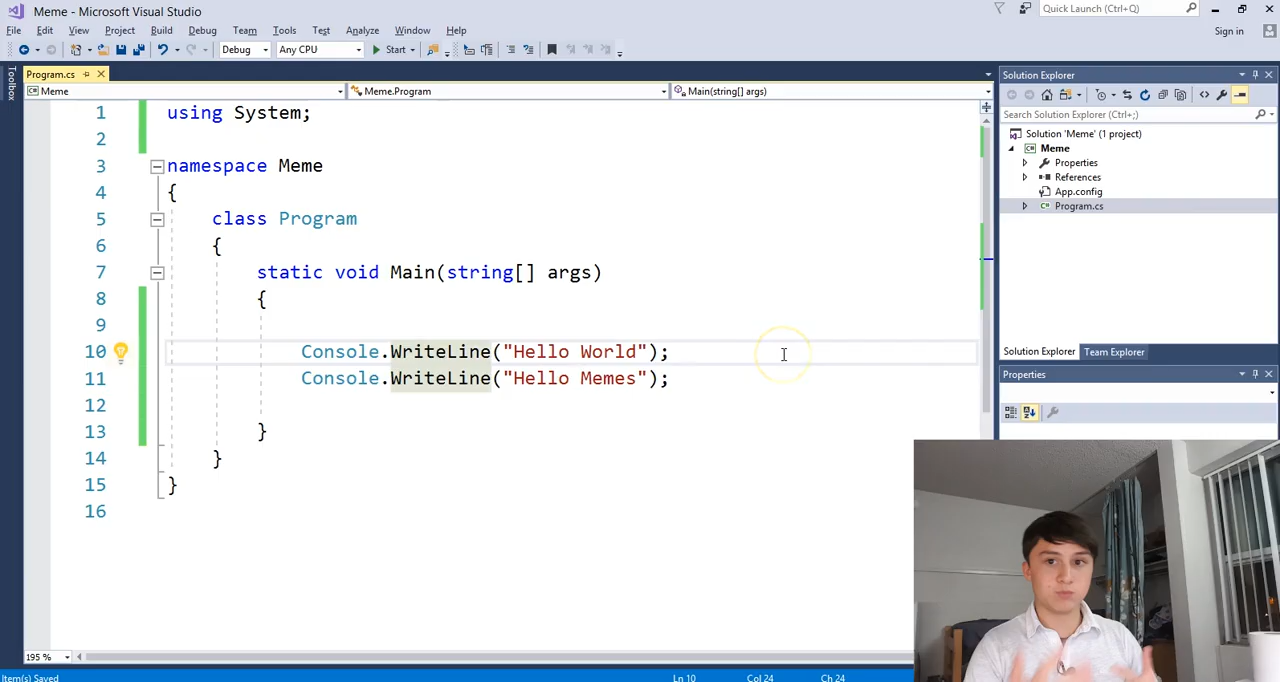 Meme - Microsoft Visual Studio
Quick Launch (Ctrl+Q)
File Edit View Project Build Debug Team Tools Test Analyze Window Help
Sign in
Debug Any CPU Start
Toolbox
Program.cs
Meme Meme.Program Main(string[] args)
1 using System;
2
3 namespace Meme
4 {
5 class Program
6 {
7 static void Main(string[] args)
8 {
9
10 Console.WriteLine("Hello World");
11 Console.WriteLine("Hello Memes");
12
13 }
14 }
15 }
16
195 %
Item(s) Saved
Ln 10 Col 24 Ch 24
Solution Explorer
Search Solution Explorer (Ctrl+;)
Solution 'Meme' (1 project)
Meme
Properties
References
App.config
Program.cs
Solution Explorer Team Explorer
Properties